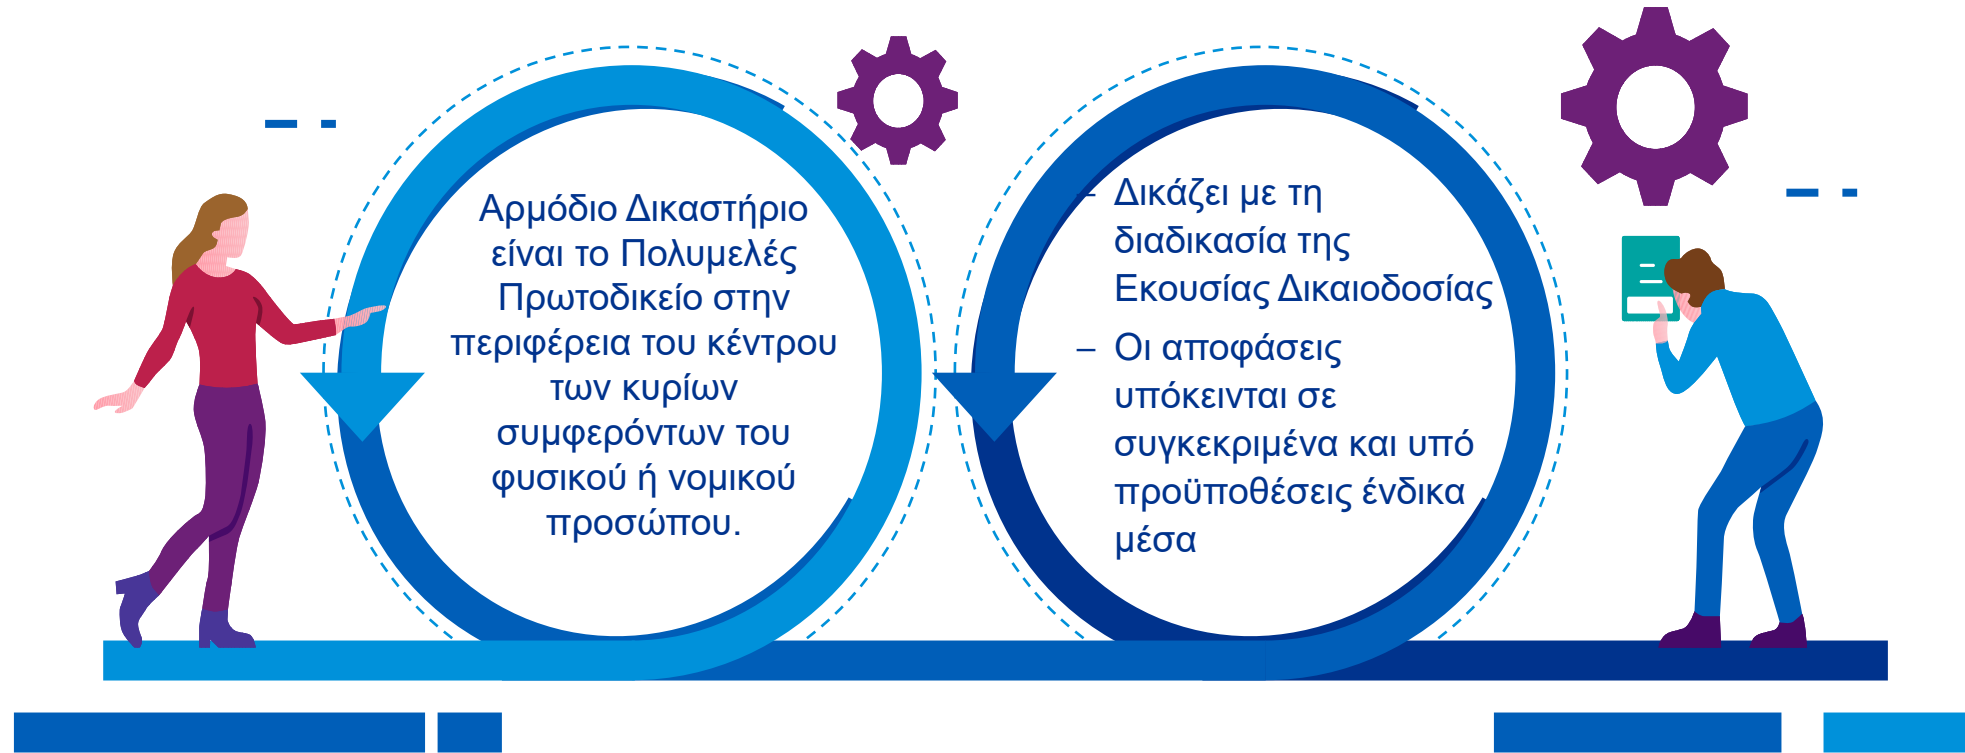 Αρμόδιο Δικαστήριο
είναι το Πολυμελές
Πρωτοδικείο στην
περιφέρεια του κέντρου
των κυρίων
συμφερόντων του
φυσικού ή νομικού
προσώπου.
– Δικάζει με τη
διαδικασία της
Εκουσίας Δικαιοδοσίας
– Οι αποφάσεις
υπόκεινται σε
συγκεκριμένα και υπό
προϋποθέσεις ένδικα
μέσα